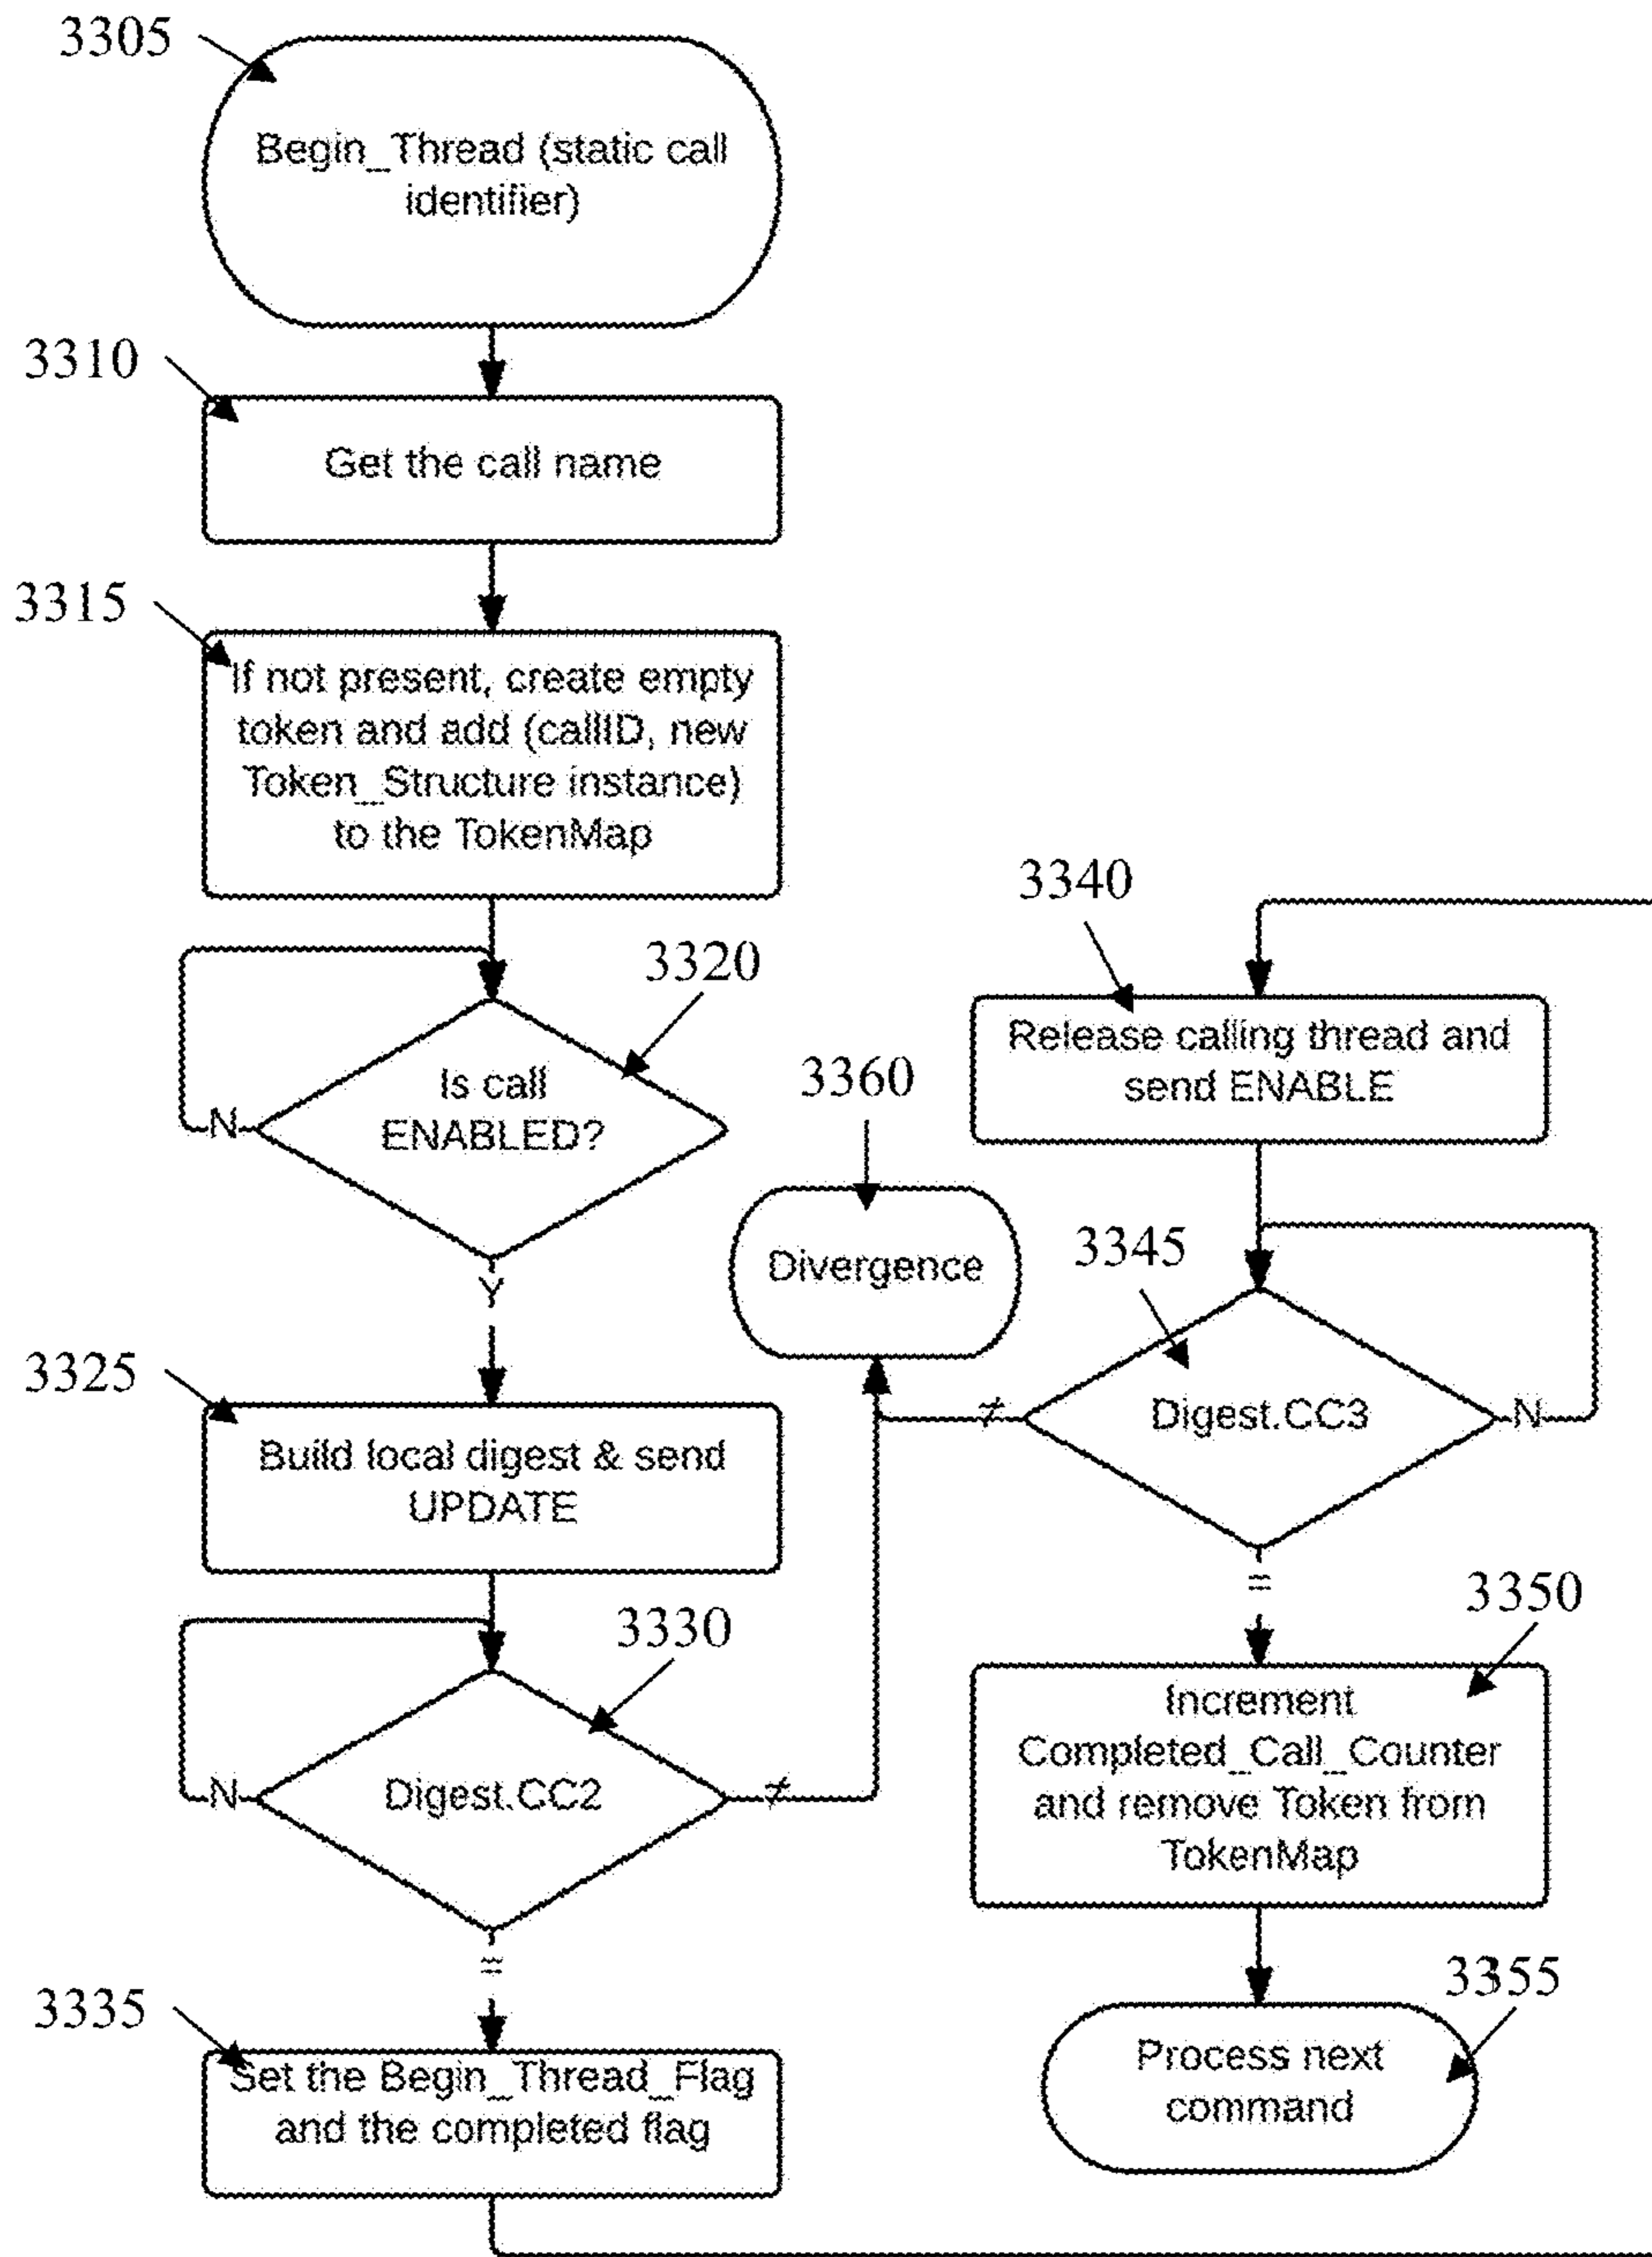 3305
Begin_Thread (static call
identifier)
3310
Get the call name
3315
If not present, create empty
token and add (callID, new
Token_Structure instance)
to the TokenMap
3320
Is call
ENABLED?
N
Y
3325
Build local digest & send
UPDATE
3330
Digest.CC2
N
≠
=
3335
Set the Begin_Thread_Flag
and the completed flag
3340
Release calling thread and
send ENABLE
3360
Divergence
3345
Digest.CC3
≠
N
=
3350
Increment
Completed_Call_Counter
and remove Token from
TokenMap
3355
Process next
command